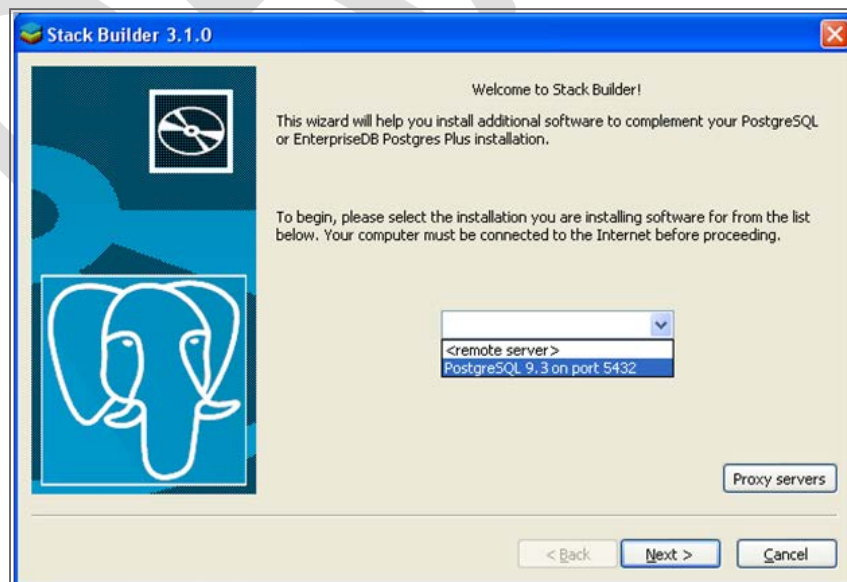 Stack Builder 3.1.0
Welcome to Stack Builder!
This wizard will help you install additional software to complement your PostgreSQL
or EnterpriseDB Postgres Plus installation.
To begin, please select the installation you are installing software for from the list
below. Your computer must be connected to the Internet before proceeding.
<remote server>
PostgreSQL 9.3 on port 5432
Proxy servers
< Back
Next >
Cancel